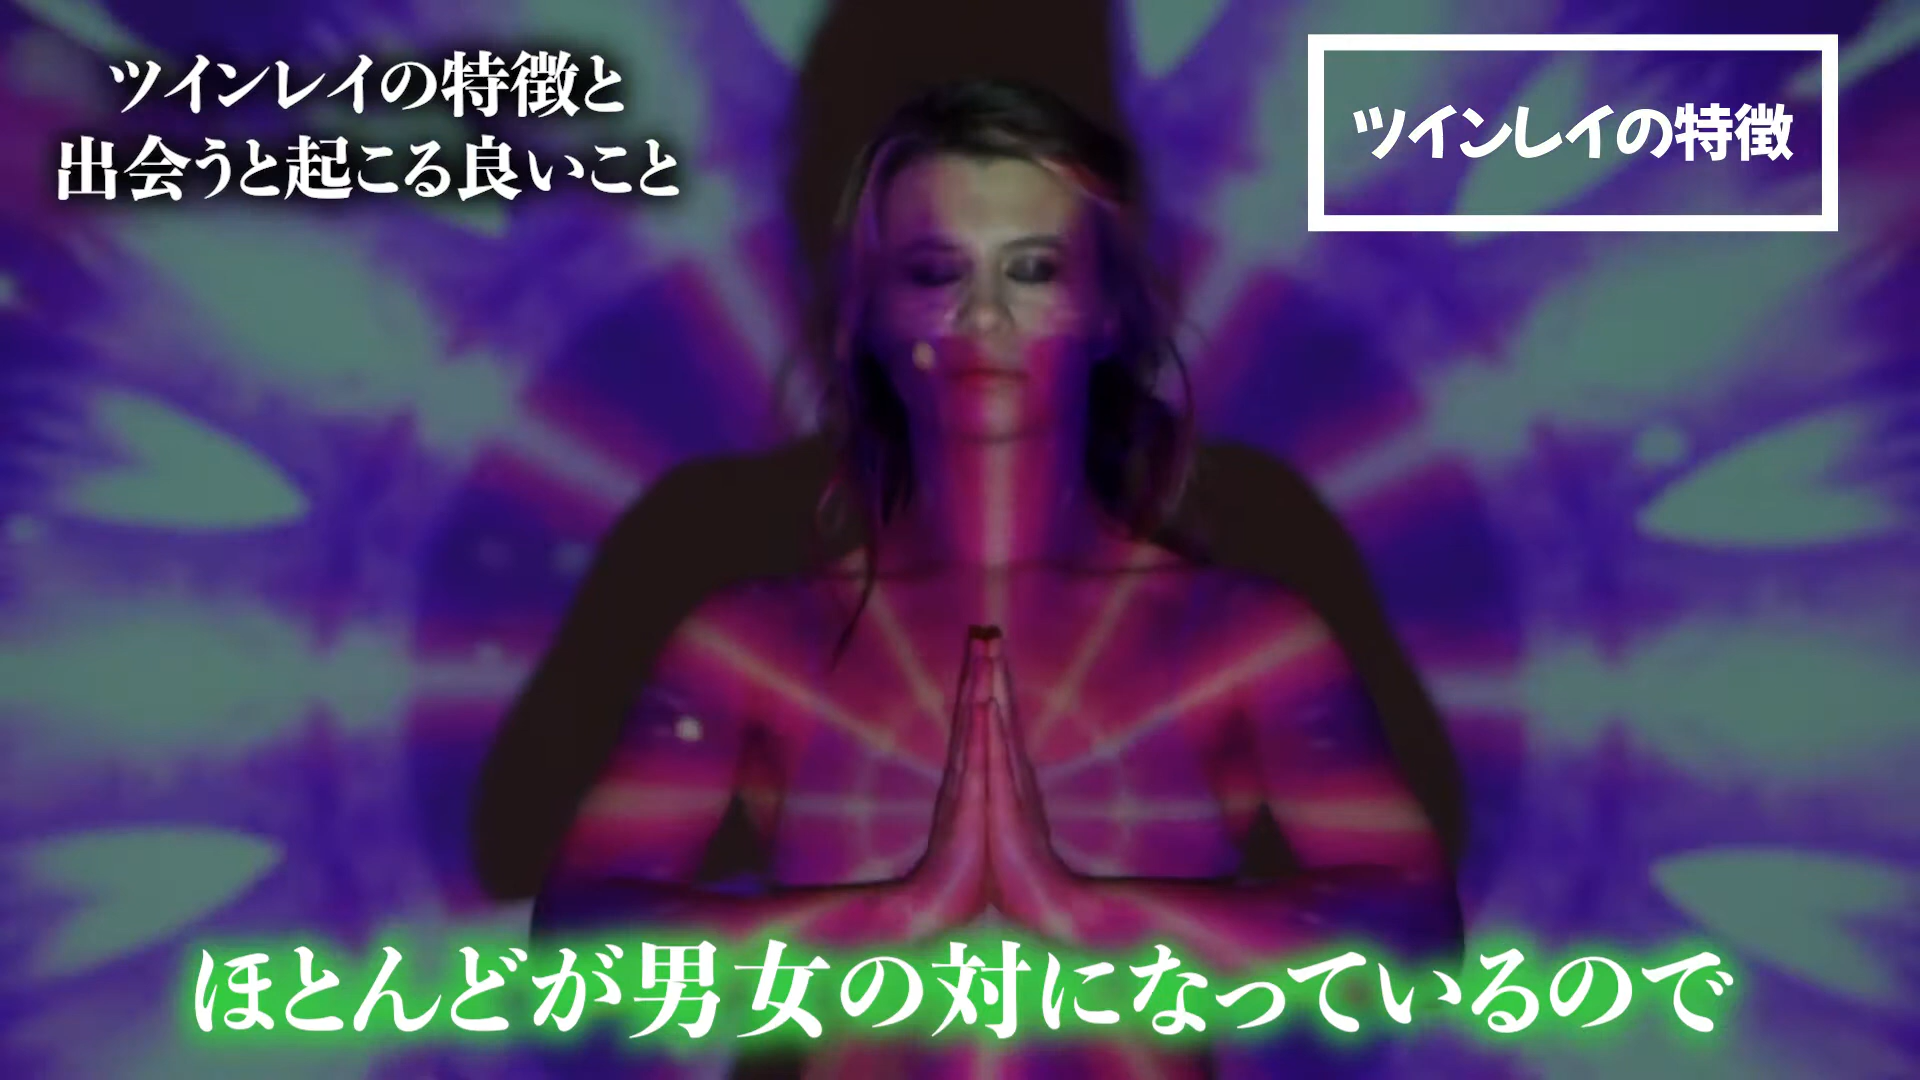 ツインレイの特徴と
出会うと起こる良いこと
ツインレイの特徴
ほとんどが男女の対になっているので